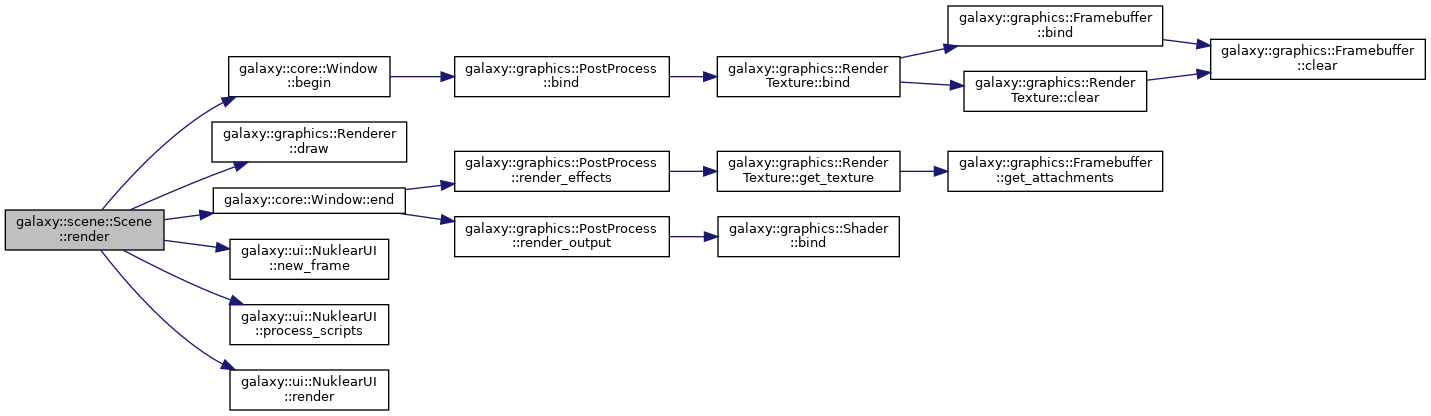 galaxy::scene::Scene
::render
galaxy::core::Window
::begin
galaxy::graphics::PostProcess
::bind
galaxy::graphics::Render
Texture::bind
galaxy::graphics::Framebuffer
::bind
galaxy::graphics::Framebuffer
::clear
galaxy::graphics::Render
Texture::clear
galaxy::graphics::Renderer
::draw
galaxy::core::Window::end
galaxy::graphics::PostProcess
::render_effects
galaxy::graphics::Render
Texture::get_texture
galaxy::graphics::Framebuffer
::get_attachments
galaxy::graphics::PostProcess
::render_output
galaxy::graphics::Shader
::bind
galaxy::ui::NuklearUI
::new_frame
galaxy::ui::NuklearUI
::process_scripts
galaxy::ui::NuklearUI
::render